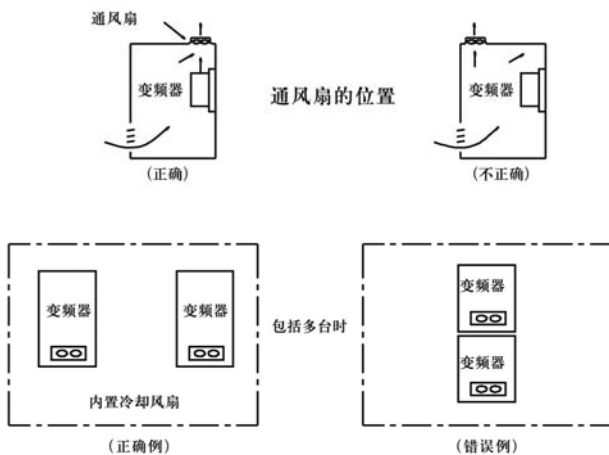 通风扇
变频器
通风扇的位置
变频器
(正确)
(不正确)
变频器
变频器
包括多台时
变频器
变频器
内置冷却风扇
(正确例)
(错误例)